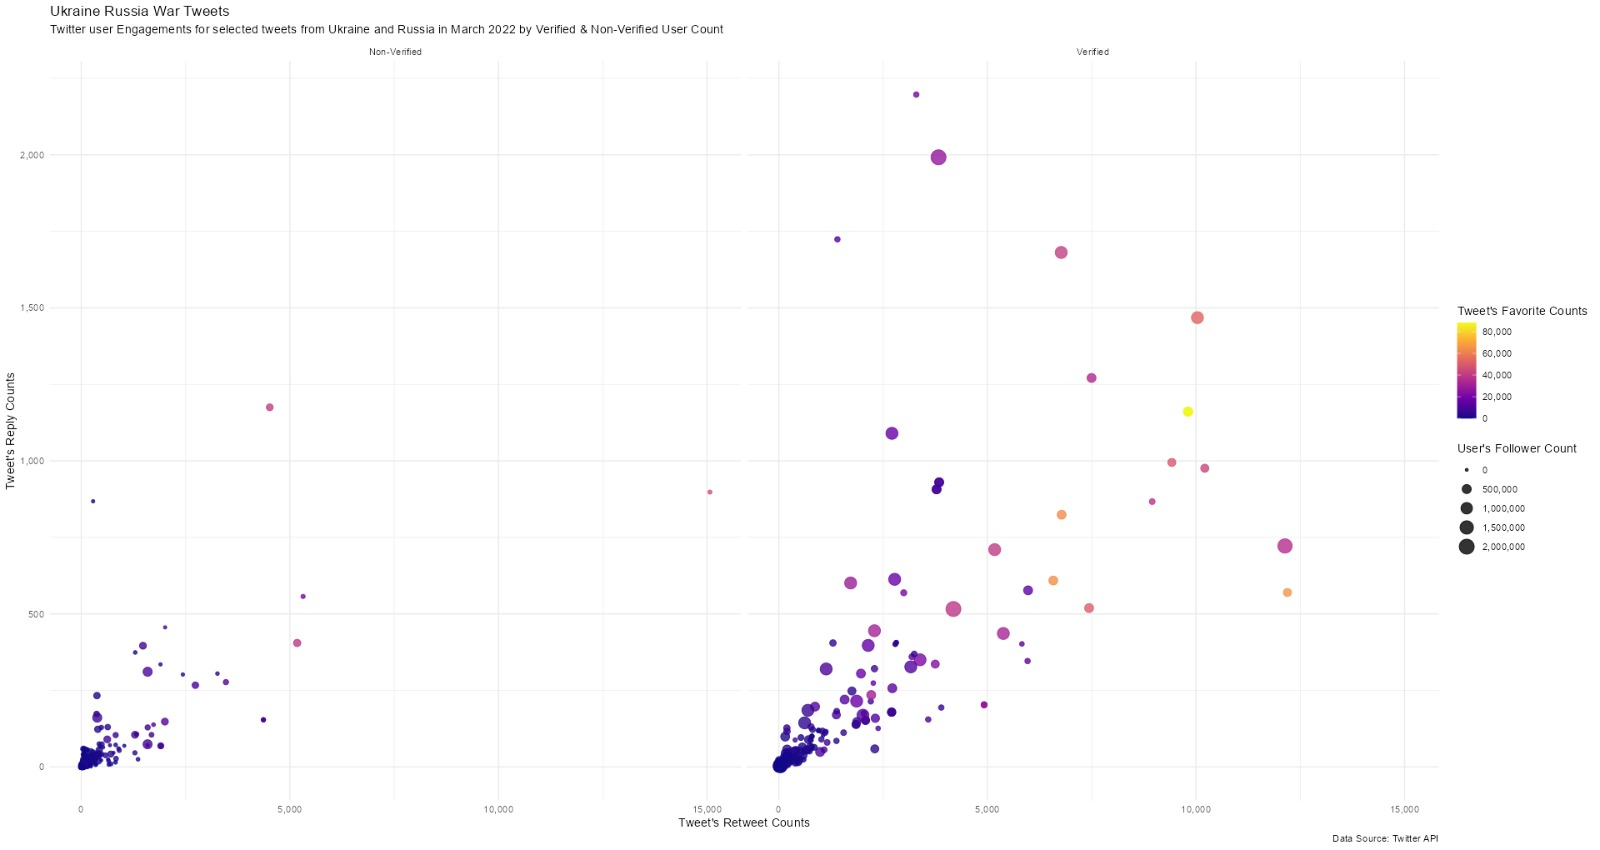 Ukraine Russia War Tweets
Twitter user Engagements for selected tweets from Ukraine and Russia in March 2022 by Verified & Non-Verified User Count
Non-Verified
Verified
Tweet's Reply Counts
2,000
1,500
1,000
500
0
0
5,000
10,000
15,000
0
5,000
10,000
15,000
Tweet's Retweet Counts
Tweet's Favorite Counts
80,000
60,000
40,000
20,000
0
User's Follower Count
0
500,000
1,000,000
1,500,000
2,000,000
Data Source: Twitter API